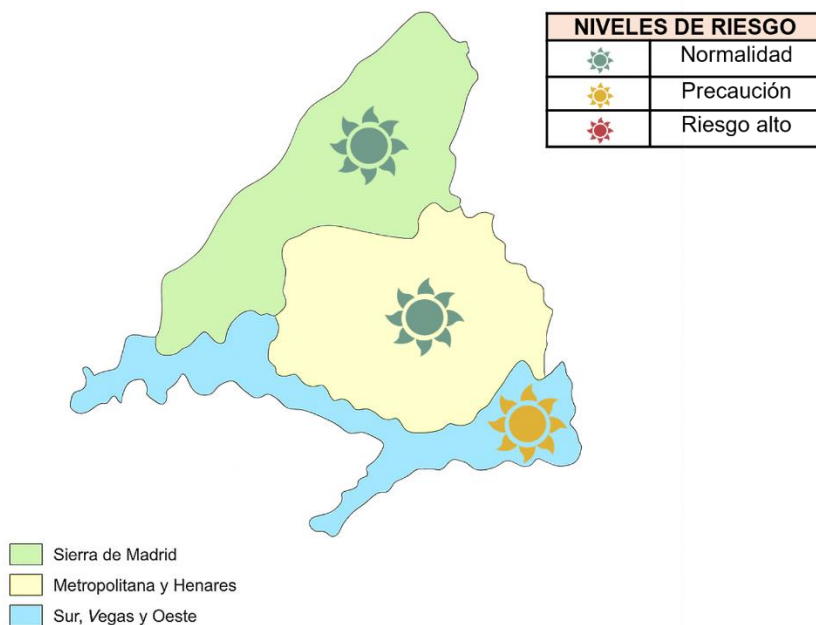 NIVELES DE RIESGO
Normalidad
Precaución
Riesgo alto
Sierra de Madrid
Metropolitana y Henares
Sur, Vegas y Oeste